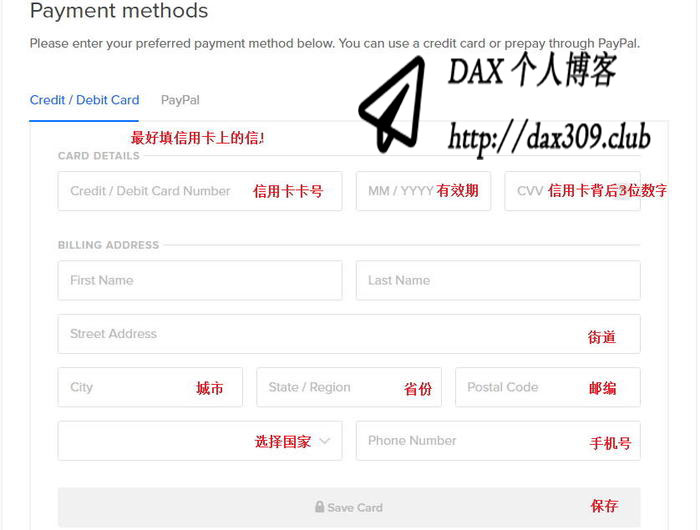 Payment methods
Please enter your preferred payment method below. You can use a credit card or prepay through PayPal.
DAX 个人博客
http://dax309.club
Credit / Debit Card PayPal
最好填信用卡上的信
CARD DETAILS
Credit / Debit Card Number 信用卡卡号 MM / YYYY 有效期 CVV 信用卡背后3位数字
BILLING ADDRESS
First Name Last Name
Street Address 街道
City 城市 State / Region 省份 Postal Code 邮编
选择国家 Phone Number 手机号
Save Card 保存